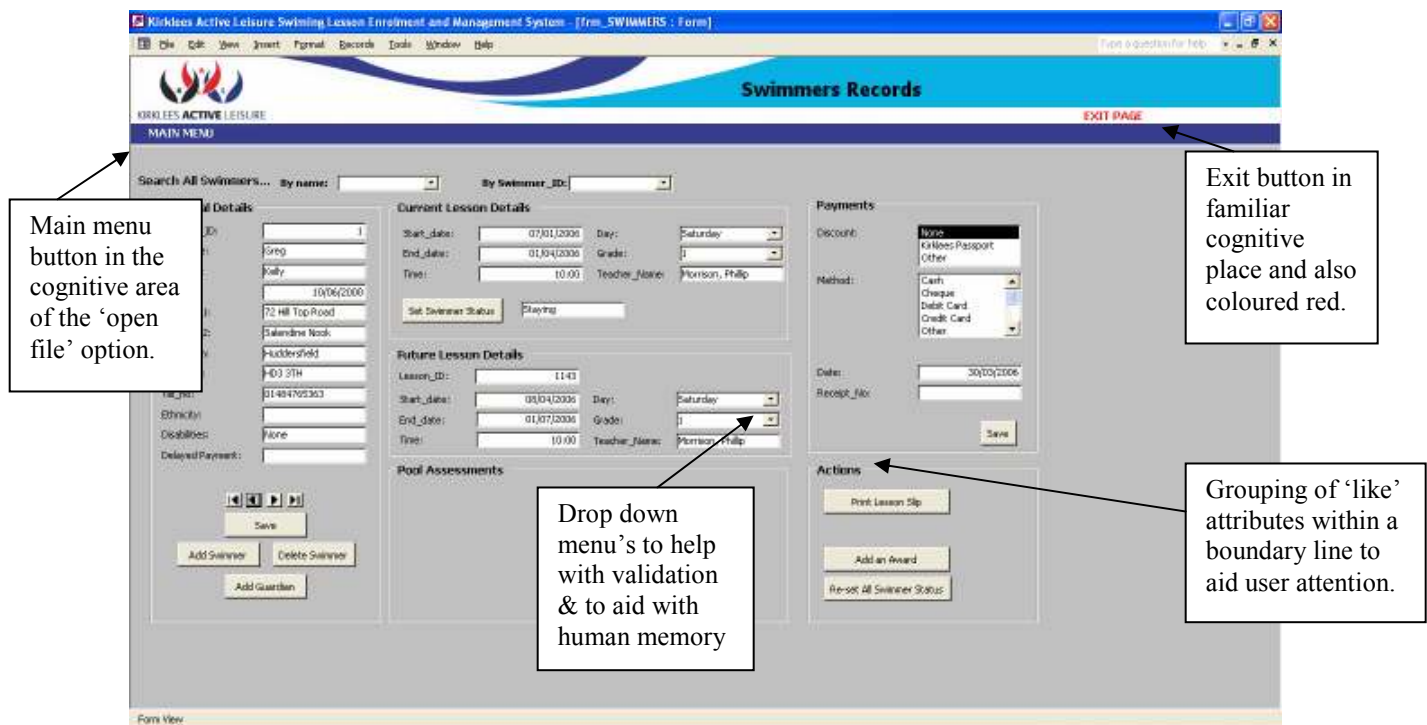 Kirklees Active Leisure Swiming Lesson Enrolment and Management System - [frm_SWIMMERS : Form]
File Edit View Insert Format Records Tools Window Help
Type a question for help
Swimmers Records
KIRKLEES ACTIVE LEISURE
EXIT PAGE
MAIN MENU
Search All Swimmers... By name: By Swimmer_ID:
Main menu
button in the
cognitive area
of the ‘open
file’ option.
Exit button in
familiar
cognitive
place and also
coloured red.
l Details
_ID: 1
Greg
Kelly
10/06/2000
72 Hill Top Road
Salendine Nook
Huddersfield
HD3 3TH
Tel_no: 01484765363
Ethnicity:
Disabilities: None
Delayed Payment:
Save
Add Swimmer Delete Swimmer
Add Guardian
Current Lesson Details
Start_date: 07/01/2006 Day: Saturday
End_date: 01/04/2006 Grade: 1
Time: 10:00 Teacher_Name: Morrison, Phillip
Set Swimmer Status Staying
Future Lesson Details
Lesson_ID: 1143
Start_date: 08/04/2006 Day: Saturday
End_date: 01/07/2006 Grade: 1
Time: 10:00 Teacher_Name: Morrison, Phillip
Pool Assessments
Drop down
menu's to help
with validation
& to aid with
human memory
Payments
Discount: None
Kirklees Passport
Other
Method: Cash
Cheque
Debit Card
Credit Card
Other
Date: 30/03/2006
Receipt_No:
Save
Actions
Print Lesson Slip
Add an Award
Re-set All Swimmer Status
Grouping of ‘like’
attributes within a
boundary line to
aid user attention.
Form View